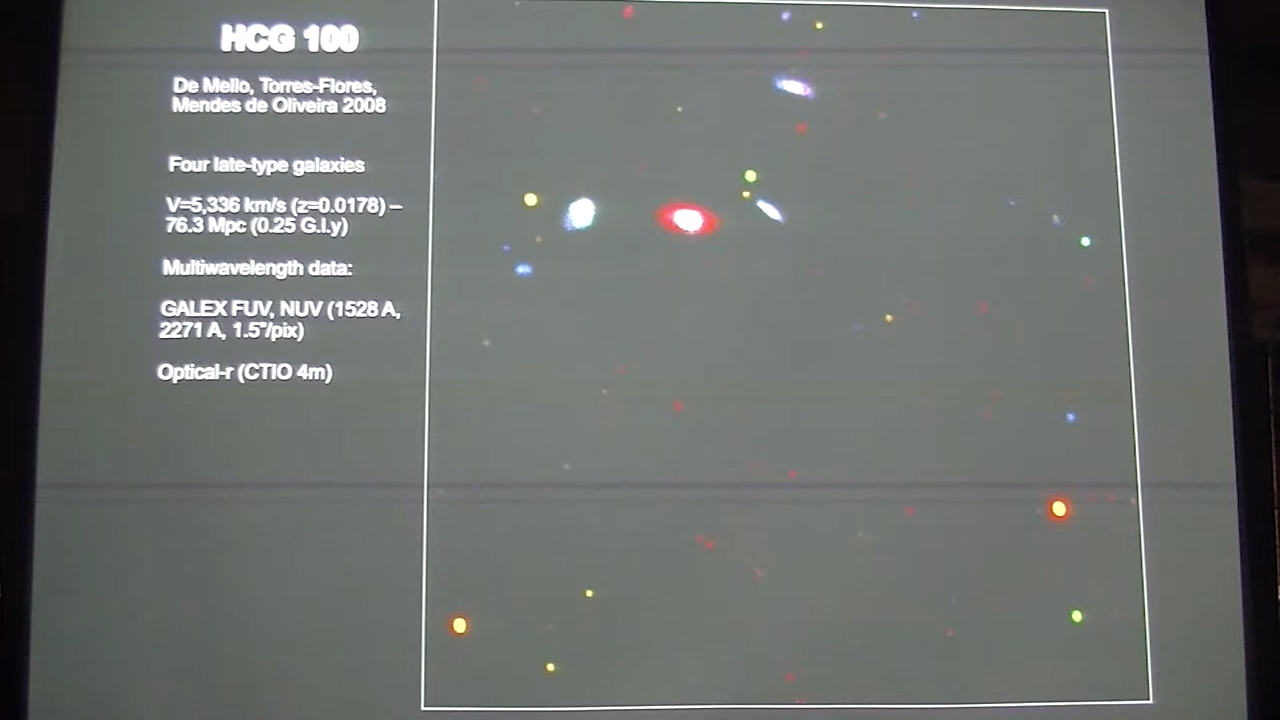 HCG 100
De Mello, Torres-Flores,
Mendes de Oliveira 2008
Four late-type galaxies
V=5,336 km/s (z=0.0178) –
76.3 Mpc (0.25 G.l.y)
Multiwavelength data:
GALEX FUV, NUV (1528 A,
2271 A, 1.5"/pix)
Optical-r (CTIO 4m)